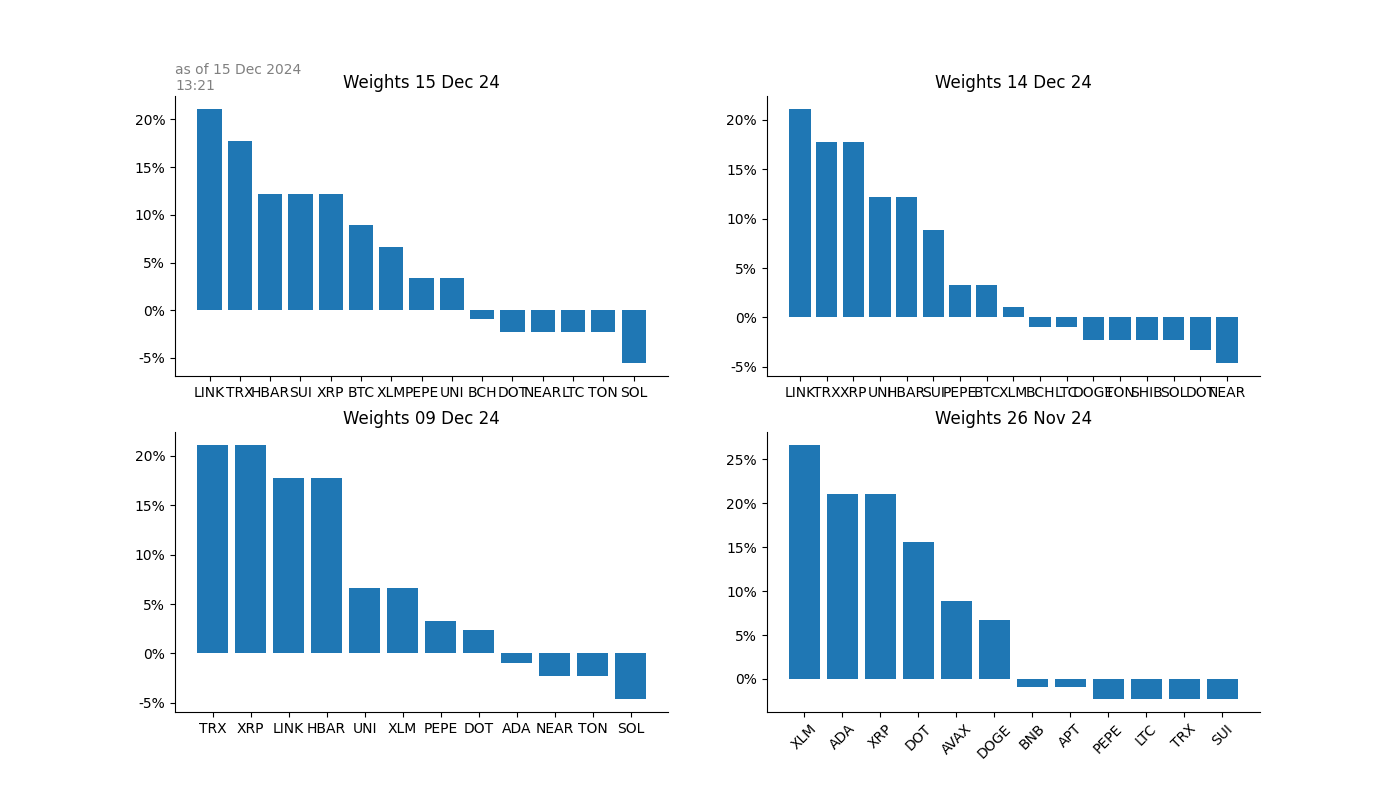 as of 15 Dec 2024
13:21
Weights 15 Dec 24
20%
15%
10%
5%
0%
-5%
LINK TRX HBAR SUI XRP BTC XLM PEPE UNI BCH DOT NEAR LTC TON SOL
Weights 14 Dec 24
20%
15%
10%
5%
0%
-5%
LINK TRX XRP UNI HBAR SUI PEPE BTC XLM BCH LTC DOGE TON SHIB SOL DOT NEAR
Weights 09 Dec 24
20%
15%
10%
5%
0%
-5%
TRX XRP LINK HBAR UNI XLM PEPE DOT ADA NEAR TON SOL
Weights 26 Nov 24
25%
20%
15%
10%
5%
0%
XLM ADA XRP DOT AVAX DOGE BNB APT PEPE LTC TRX SUI